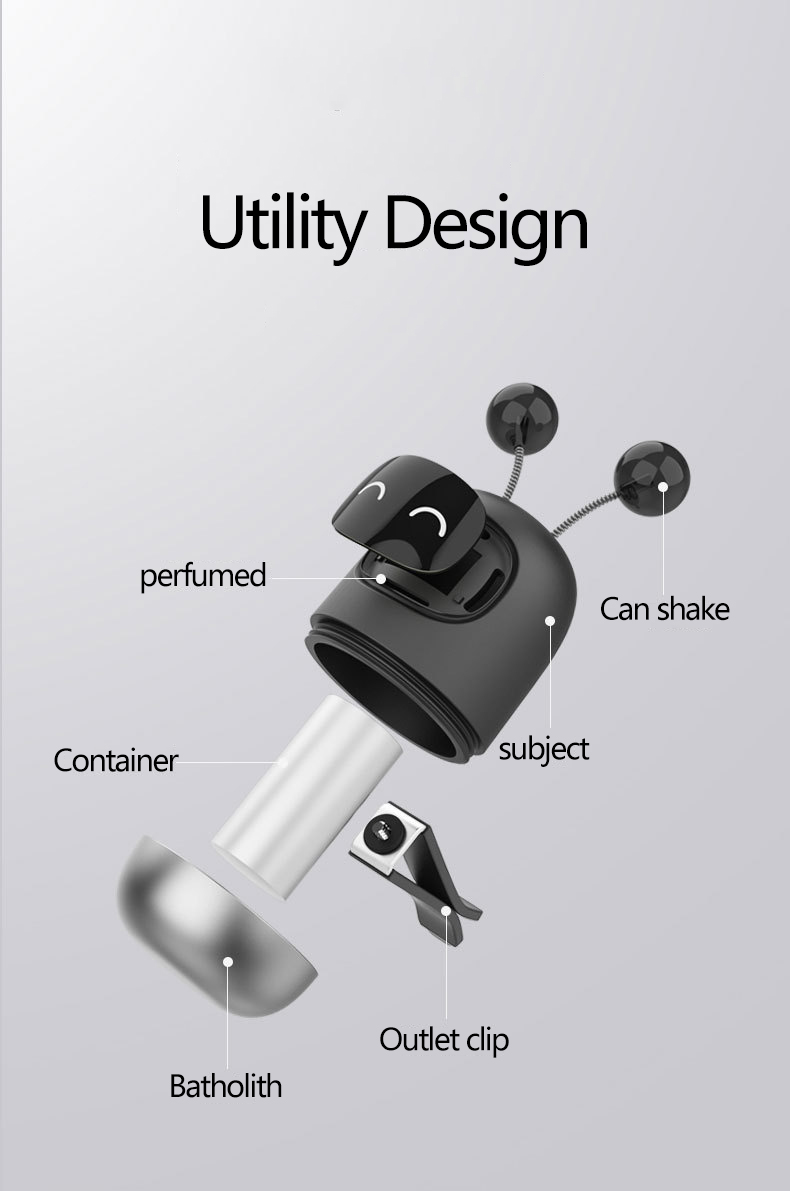 Utility Design
perfumed
Can shake
subject
Container
Outlet clip
Batholith